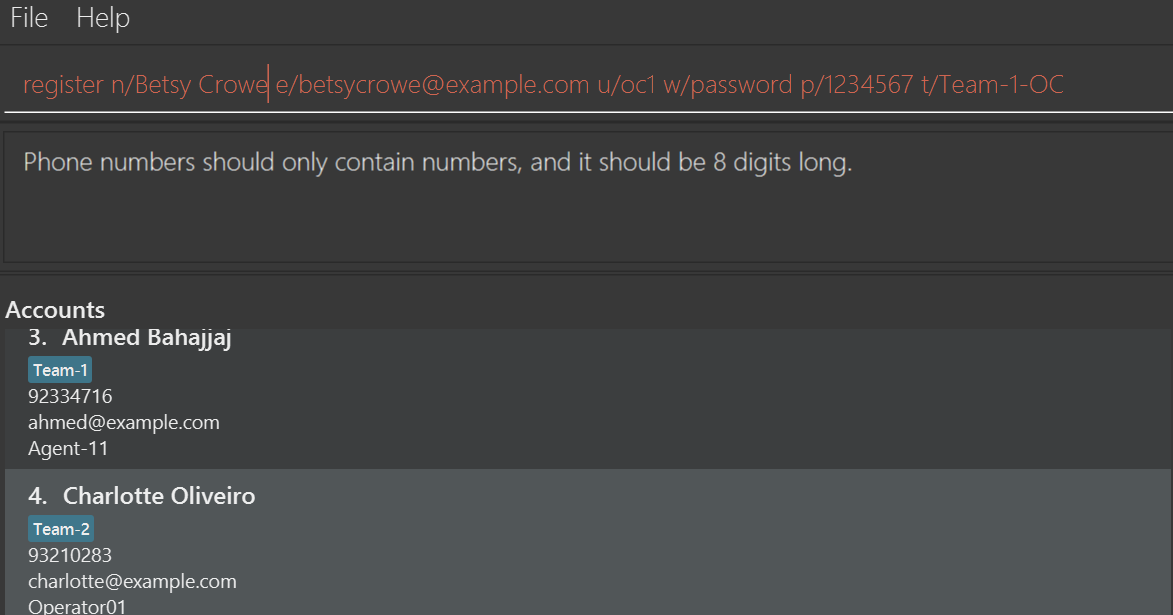 File Help
register n/Betsy Crowe e/betsycrowe@example.com u/oc1 w/password p/1234567 t/Team-1-OC
Phone numbers should only contain numbers, and it should be 8 digits long.
Accounts
3. Ahmed Bahajjaj
Team-1
92334716
ahmed@example.com
Agent-11
4. Charlotte Oliveiro
Team-2
93210283
charlotte@example.com
Operator01